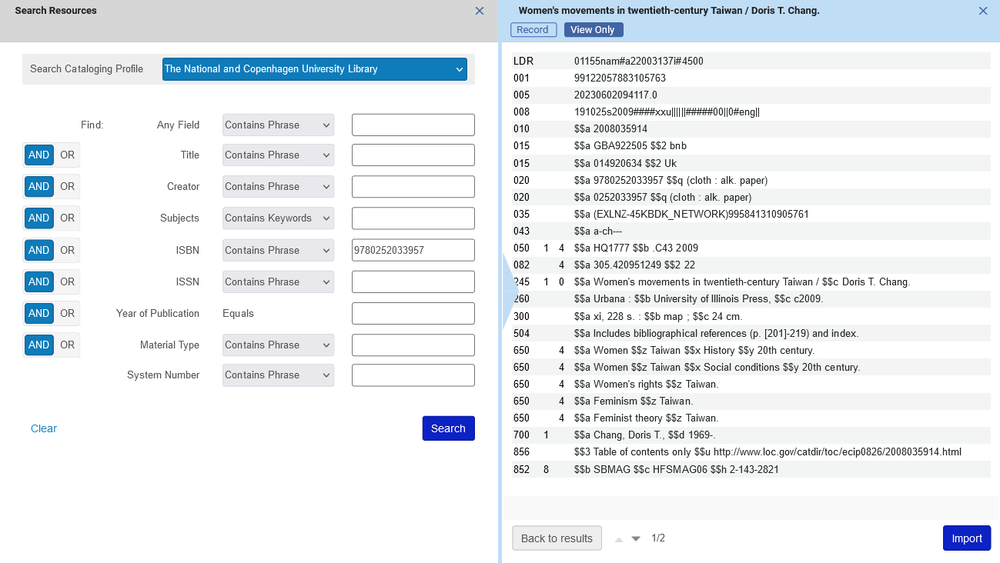 Search Resources
Search Cataloging Profile The National and Copenhagen University Library
Find: Any Field Contains Phrase
AND OR Title Contains Phrase
AND OR Creator Contains Phrase
AND OR Subjects Contains Keywords
AND OR ISBN Contains Phrase 9780252033957
AND OR ISSN Contains Phrase
AND OR Year of Publication Equals
AND OR Material Type Contains Phrase
System Number Contains Phrase
Clear Search
Women's movements in twentieth-century Taiwan / Doris T. Chang.
Record View Only
LDR 01155nam#a22003137i#4500
001 99122057883105763
005 20230602094117.0
008 191025s2009####xxu||||||#####00||0#eng||
010 $$a 2008035914
015 $$a GBA922505 $$2 bnb
015 $$a 014920634 $$2 Uk
020 $$a 9780252033957 $$q (cloth : alk. paper)
020 $$a 0252033957 $$q (cloth : alk. paper)
035 $$a (EXLNZ-45KBDK_NETWORK)995841310905761
043 $$a a-ch---
050 1 4 $$a HQ1777 $$b .C43 2009
082 4 $$a 305.420951249 $$2 22
245 1 0 $$a Women's movements in twentieth-century Taiwan / $$c Doris T. Chang.
260 $$a Urbana : $$b University of Illinois Press, $$c c2009.
300 $$a xi, 228 s. : $$b map ; $$c 24 cm.
504 $$a Includes bibliographical references (p. [201]-219) and index.
650 4 $$a Women $$z Taiwan $$x History $$y 20th century.
650 4 $$a Women $$z Taiwan $$x Social conditions $$y 20th century.
650 4 $$a Women's rights $$z Taiwan.
650 4 $$a Feminism $$z Taiwan.
650 4 $$a Feminist theory $$z Taiwan.
700 1 $$a Chang, Doris T., $$d 1969-.
856 $$3 Table of contents only $$u http://www.loc.gov/catdir/toc/ecip0826/2008035914.html
852 8 $$b SBMAG $$c HFSMAG06 $$h 2-143-2821
Back to results 1/2 Import